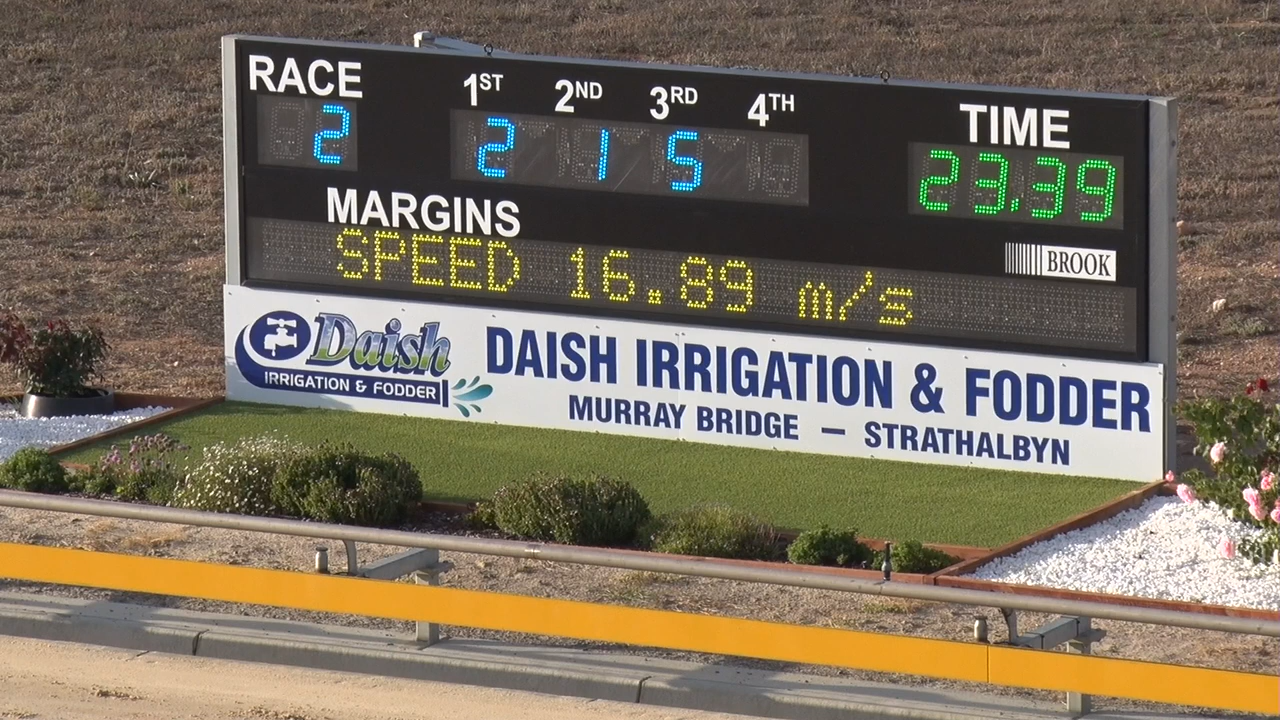 RACE 1ST 2ND 3RD 4TH TIME
2 2 1 5 23.39
MARGINS
SPEED 16.89 m/s
BROOK
Daish
IRRIGATION & FODDER
DAISH IRRIGATION & FODDER
MURRAY BRIDGE — STRATHALBYN